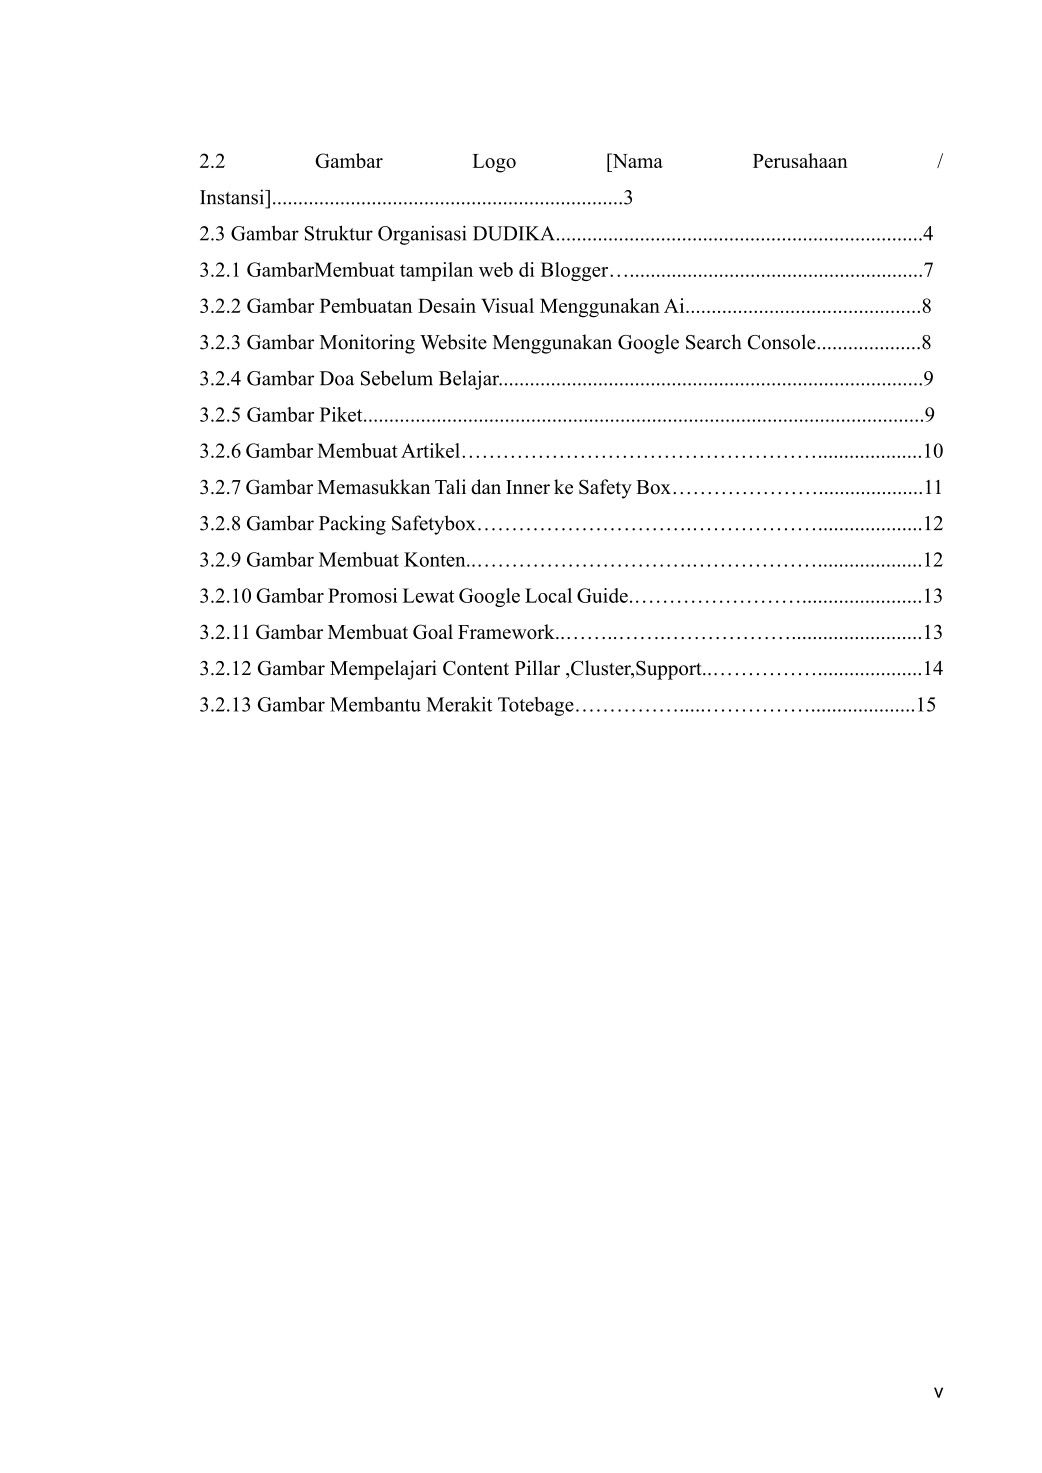 2.2 Gambar Logo [Nama Perusahaan /
Instansi]...................................................................3
2.3 Gambar Struktur Organisasi DUDIKA......................................................................4
3.2.1 GambarMembuat tampilan web di Blogger….........................................................7
3.2.2 Gambar Pembuatan Desain Visual Menggunakan Ai.............................................8
3.2.3 Gambar Monitoring Website Menggunakan Google Search Console....................8
3.2.4 Gambar Doa Sebelum Belajar.................................................................................9
3.2.5 Gambar Piket...........................................................................................................9
3.2.6 Gambar Membuat Artikel……………………………………………………....................10
3.2.7 Gambar Memasukkan Tali dan Inner ke Safety Box……………………....................11
3.2.8 Gambar Packing Safetybox……………………………….…………………....................12
3.2.9 Gambar Membuat Konten..……………………………….…………………....................12
3.2.10 Gambar Promosi Lewat Google Local Guide.……………………….......................13
3.2.11 Gambar Membuat Goal Framework..……..…….…………………........................13
3.2.12 Gambar Mempelajari Content Pillar ,Cluster,Support..………………....................14
3.2.13 Gambar Membantu Merakit Totebage…………….....………………....................15
v